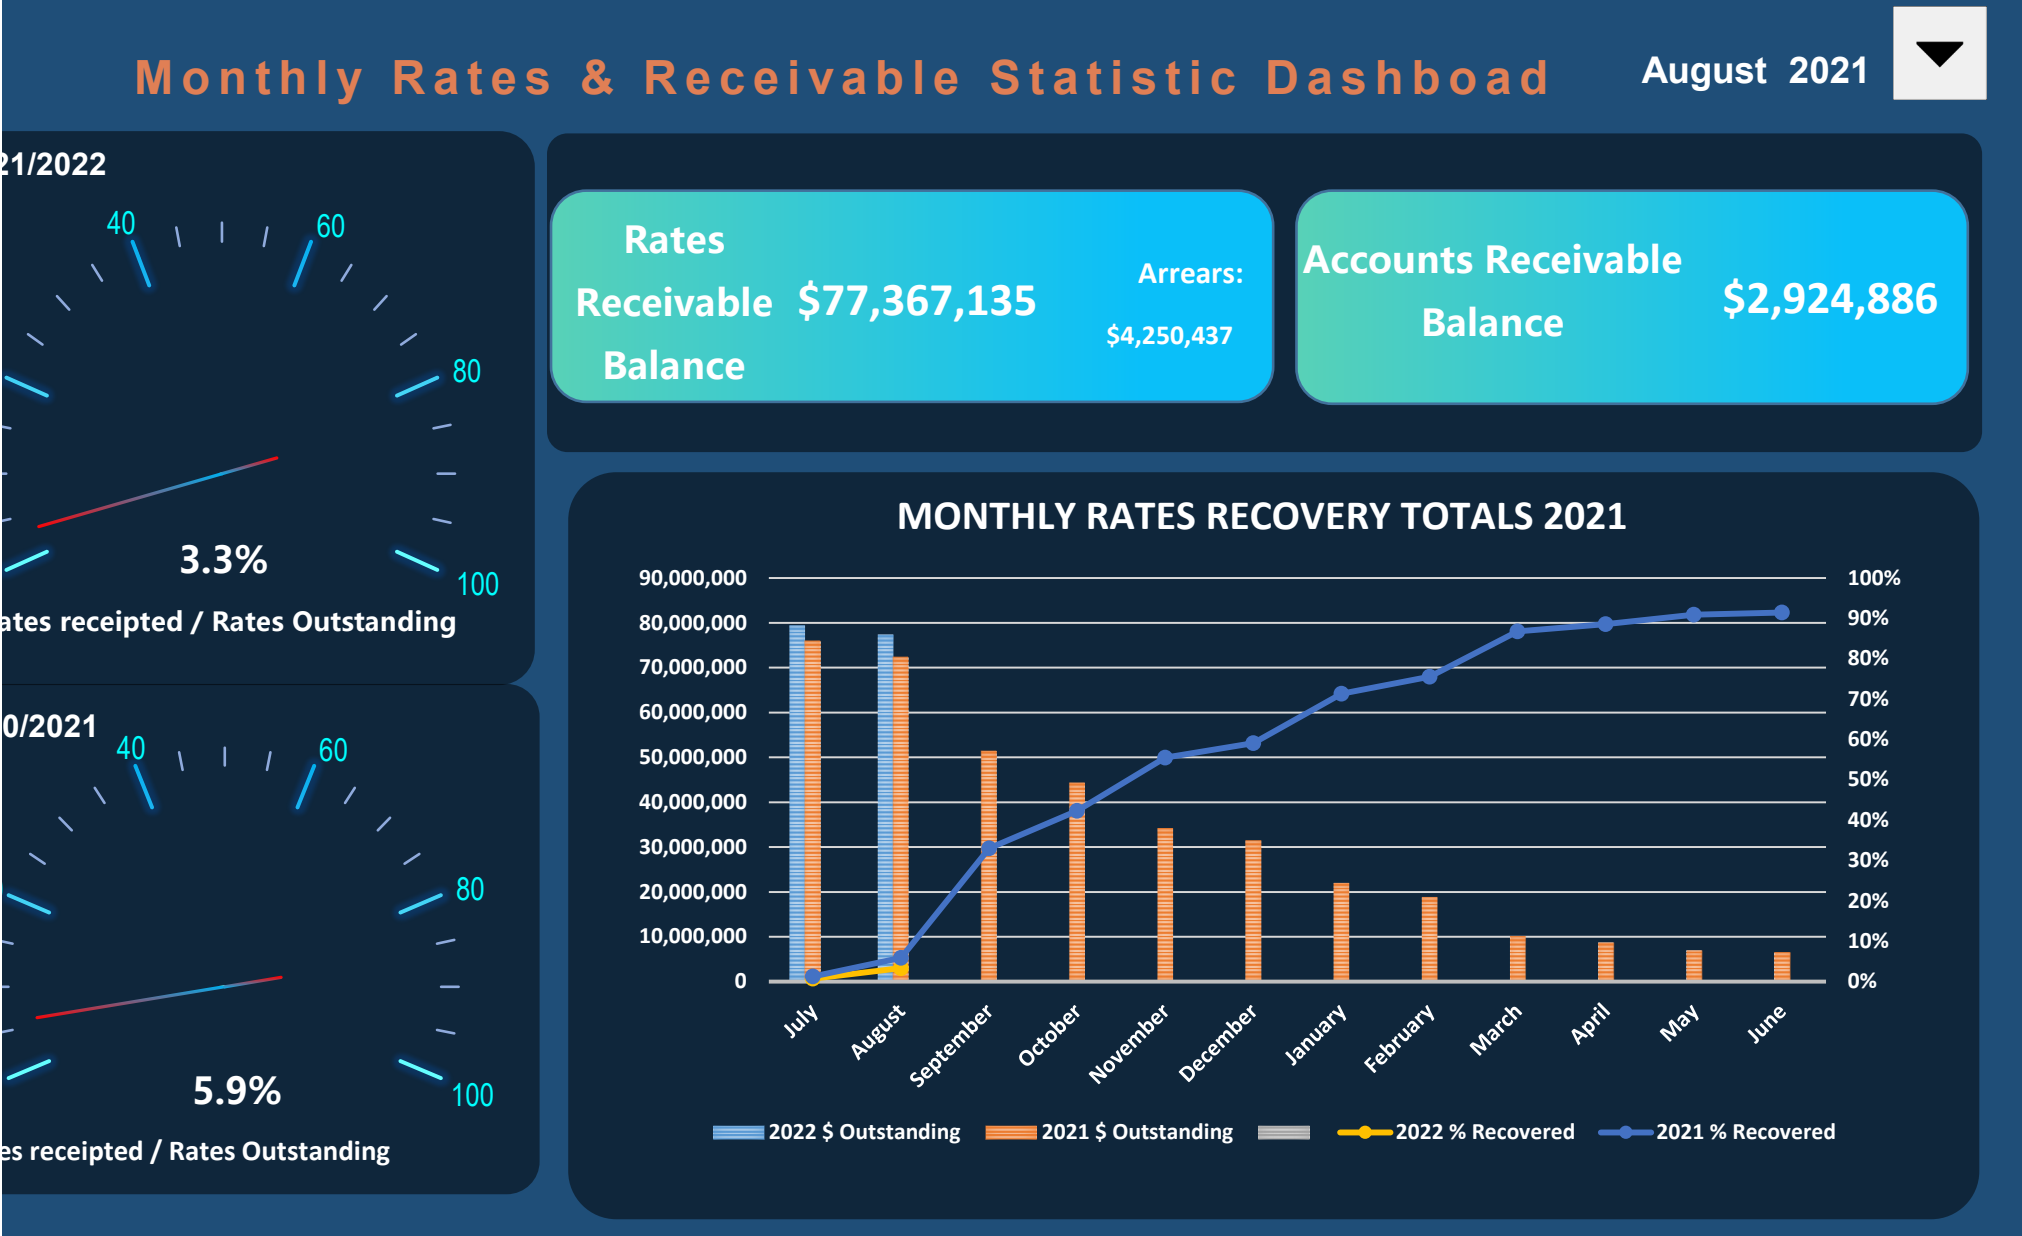 Monthly Rates & Receivable Statistic Dashboad
August 2021
21/2022
40
60
80
100
3.3%
ates receipted / Rates Outstanding
0/2021
40
60
80
100
5.9%
es receipted / Rates Outstanding
Rates
Receivable
Balance
$77,367,135
Arrears:
$4,250,437
Accounts Receivable
Balance
$2,924,886
MONTHLY RATES RECOVERY TOTALS 2021
90,000,000
80,000,000
70,000,000
60,000,000
50,000,000
40,000,000
30,000,000
20,000,000
10,000,000
0
100%
90%
80%
70%
60%
50%
40%
30%
20%
10%
0%
July
August
September
October
November
December
January
February
March
April
May
June
2022 $ Outstanding
2021 $ Outstanding
2022 % Recovered
2021 % Recovered